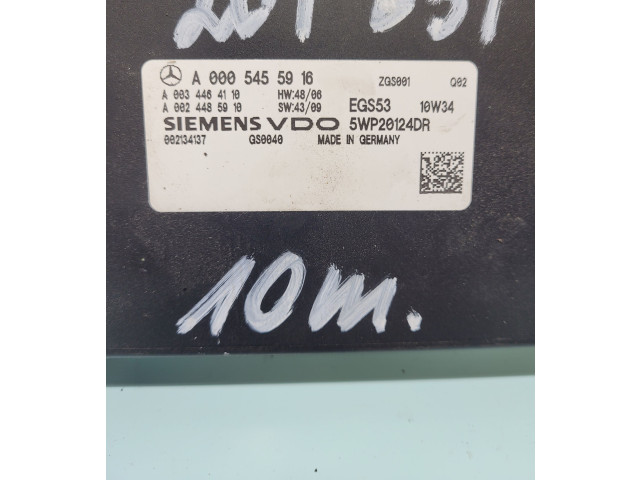 A 000 545 59 16 ZGS001 Q02
A 003 446 41 10 HW:48/06 EGS53 10W34
A 002 448 59 10 SW:43/09
SIEMENS VDO 5WP20124DR
002134137 GS0040 MADE IN GERMANY
10m.